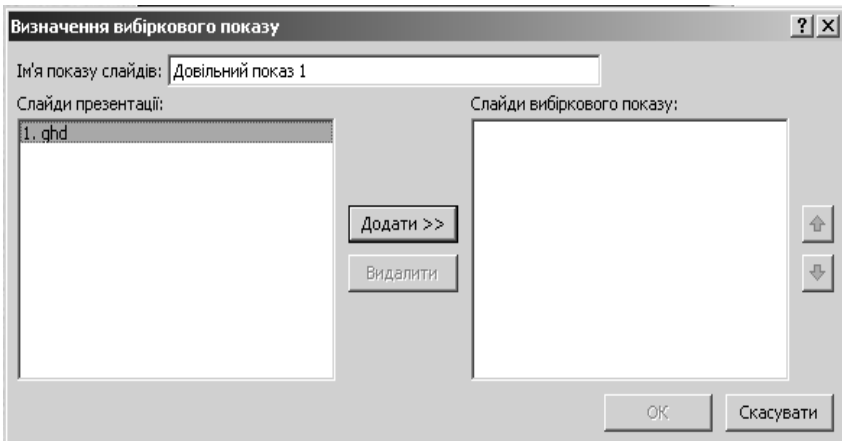 Визначення вибіркового показу
Ім'я показу слайдів: Довільний показ 1
Слайди презентації:
Слайди вибіркового показу:
1. ghd
Додати >>
Видалити
ОК
Скасувати